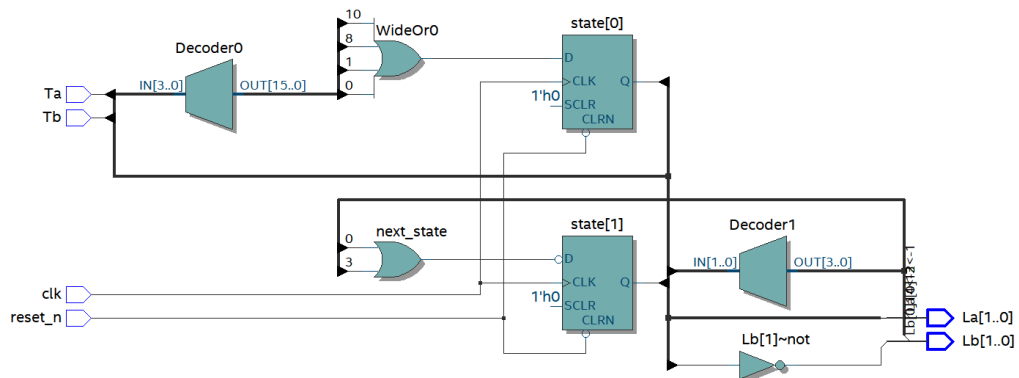 10
WideOr0
8
1
0
Decoder0
IN[3..0]
OUT[15..0]
Ta
Tb
state[0]
D
CLK
Q
1'h0
SCLR
CLRN
0
next_state
3
state[1]
D
CLK
Q
1'h0
SCLR
CLRN
Decoder1
IN[1..0]
OUT[3..0]
clk
reset_n
La[1..0]
Lb[1..0]
Lb[1]~not